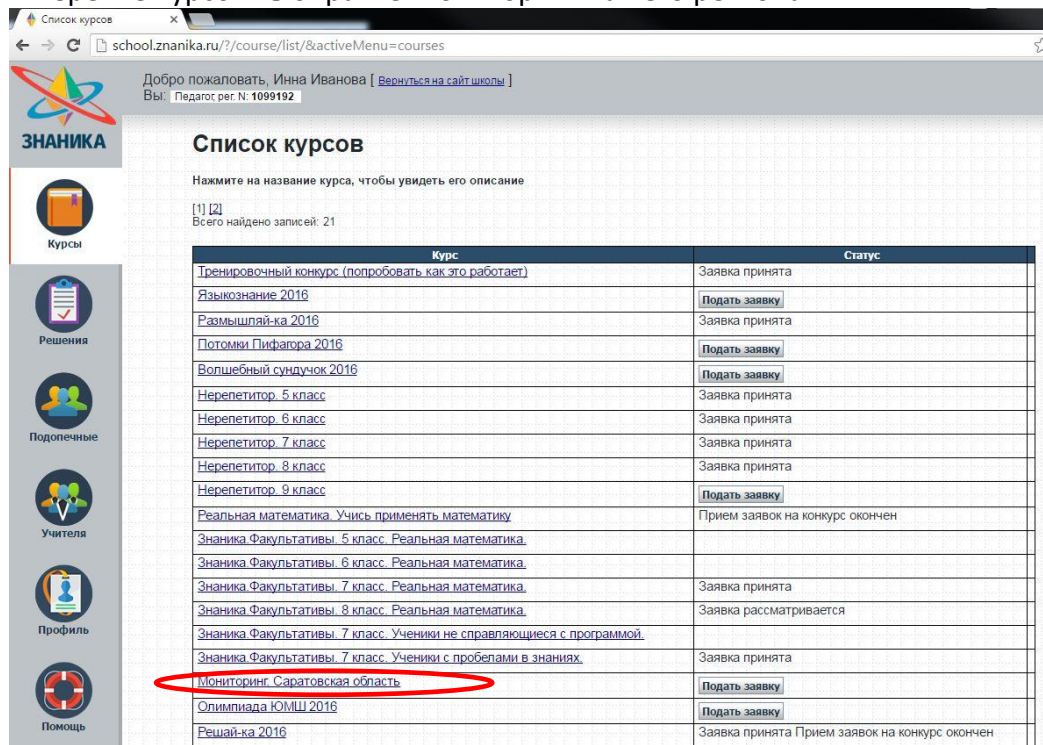 Список курсов
school.znanika.ru/?/course/list/&activeMenu=courses
Добро пожаловать, Инна Иванова [ Вернуться на сайт школы ]
Вы: Педагог, рег. N: 1099192
ЗНАНИКА
Список курсов
Нажмите на название курса, чтобы увидеть его описание
[1] [2]
Всего найдено записей: 21
Курсы
Решения
Подопечные
Учителя
Профиль
Помощь
Курс Статус
Тренировочный конкурс (попробовать как это работает) Заявка принята
Языкознание 2016 Подать заявку
Размышляй-ка 2016 Заявка принята
Потомки Пифагора 2016 Подать заявку
Волшебный сундучок 2016 Подать заявку
Нерепетитор. 5 класс Заявка принята
Нерепетитор. 6 класс Заявка принята
Нерепетитор. 7 класс Заявка принята
Нерепетитор. 8 класс Заявка принята
Нерепетитор. 9 класс Подать заявку
Реальная математика. Учись применять математику Прием заявок на конкурс окончен
Знаника.Факультативы. 5 класс. Реальная математика.
Знаника.Факультативы. 6 класс. Реальная математика.
Знаника.Факультативы. 7 класс. Реальная математика. Заявка принята
Знаника.Факультативы. 8 класс. Реальная математика. Заявка рассматривается
Знаника.Факультативы. 7 класс. Ученики не справляющиеся с программой.
Знаника.Факультативы. 7 класс. Ученики с пробелами в знаниях. Заявка принята
Мониторинг. Саратовская область Подать заявку
Олимпиада ЮМШ 2016 Подать заявку
Решай-ка 2016 Заявка принята Прием заявок на конкурс окончен